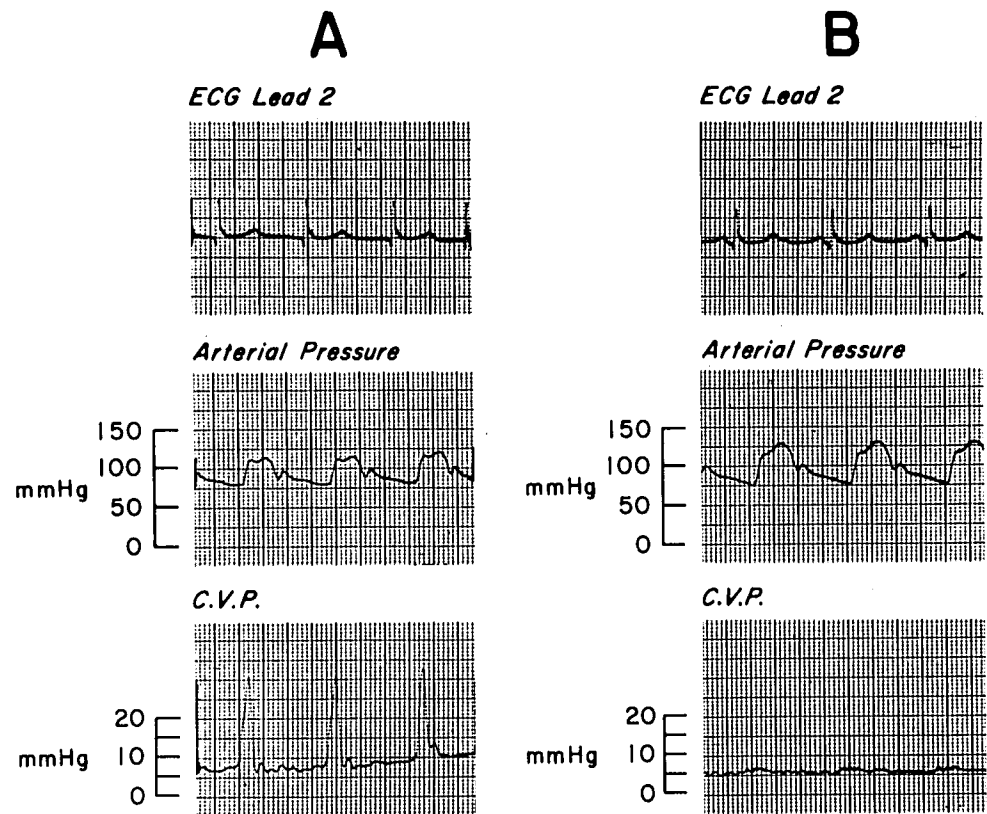 A
ECG Lead 2
Arterial Pressure
150
100
mmHg
50
0
C.V.P.
20
mmHg
10
0
B
ECG Lead 2
Arterial Pressure
150
100
mmHg
50
0
C.V.P.
20
mmHg
10
0